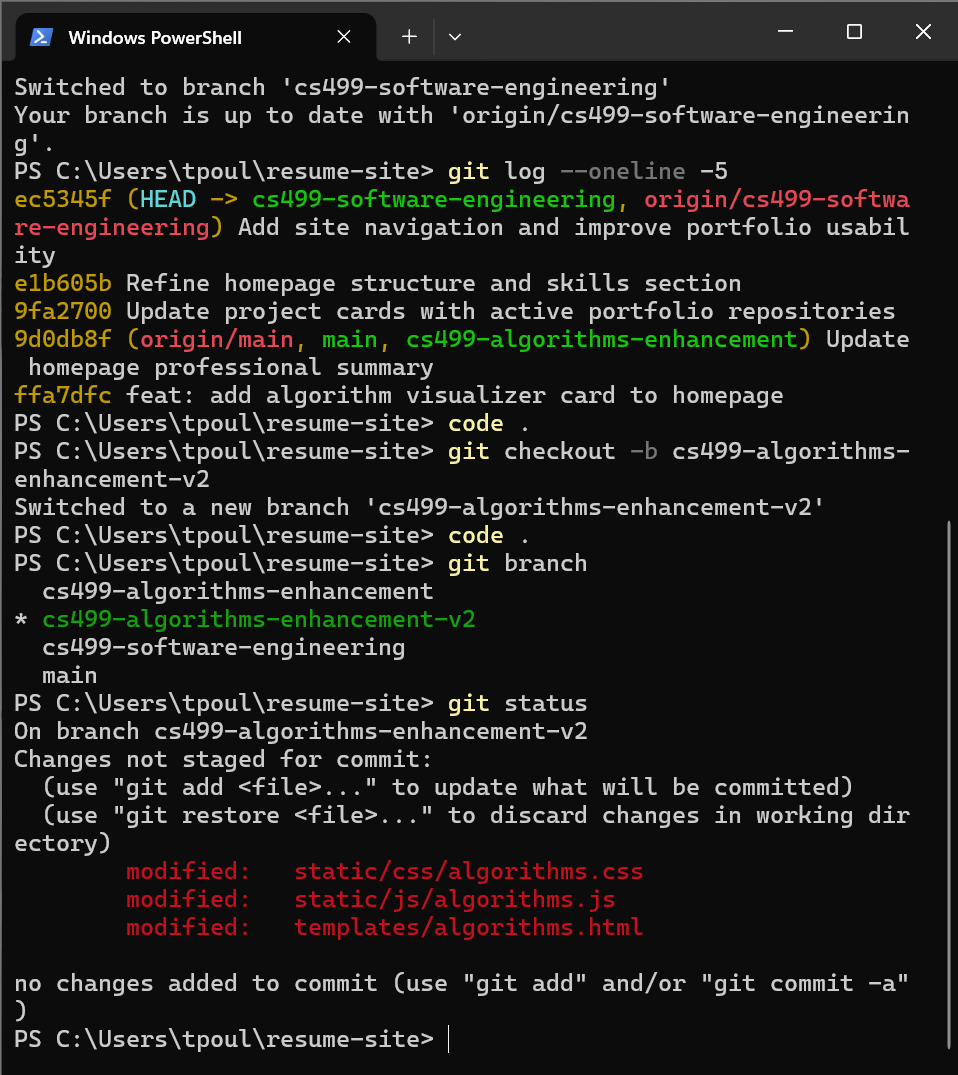 Windows PowerShell
Switched to branch 'cs499-software-engineering'
Your branch is up to date with 'origin/cs499-software-engineerin
g'.
PS C:\Users\tpoul\resume-site> git log --oneline -5
ec5345f (HEAD -> cs499-software-engineering, origin/cs499-softwa
re-engineering) Add site navigation and improve portfolio usabil
ity
e1b605b Refine homepage structure and skills section
9fa2700 Update project cards with active portfolio repositories
9d0db8f (origin/main, main, cs499-algorithms-enhancement) Update
 homepage professional summary
ffa7dfc feat: add algorithm visualizer card to homepage
PS C:\Users\tpoul\resume-site> code .
PS C:\Users\tpoul\resume-site> git checkout -b cs499-algorithms-
enhancement-v2
Switched to a new branch 'cs499-algorithms-enhancement-v2'
PS C:\Users\tpoul\resume-site> code .
PS C:\Users\tpoul\resume-site> git branch
  cs499-algorithms-enhancement
* cs499-algorithms-enhancement-v2
  cs499-software-engineering
  main
PS C:\Users\tpoul\resume-site> git status
On branch cs499-algorithms-enhancement-v2
Changes not staged for commit:
  (use "git add <file>..." to update what will be committed)
  (use "git restore <file>..." to discard changes in working dir
ectory)
        modified:   static/css/algorithms.css
        modified:   static/js/algorithms.js
        modified:   templates/algorithms.html

no changes added to commit (use "git add" and/or "git commit -a"
)
PS C:\Users\tpoul\resume-site>